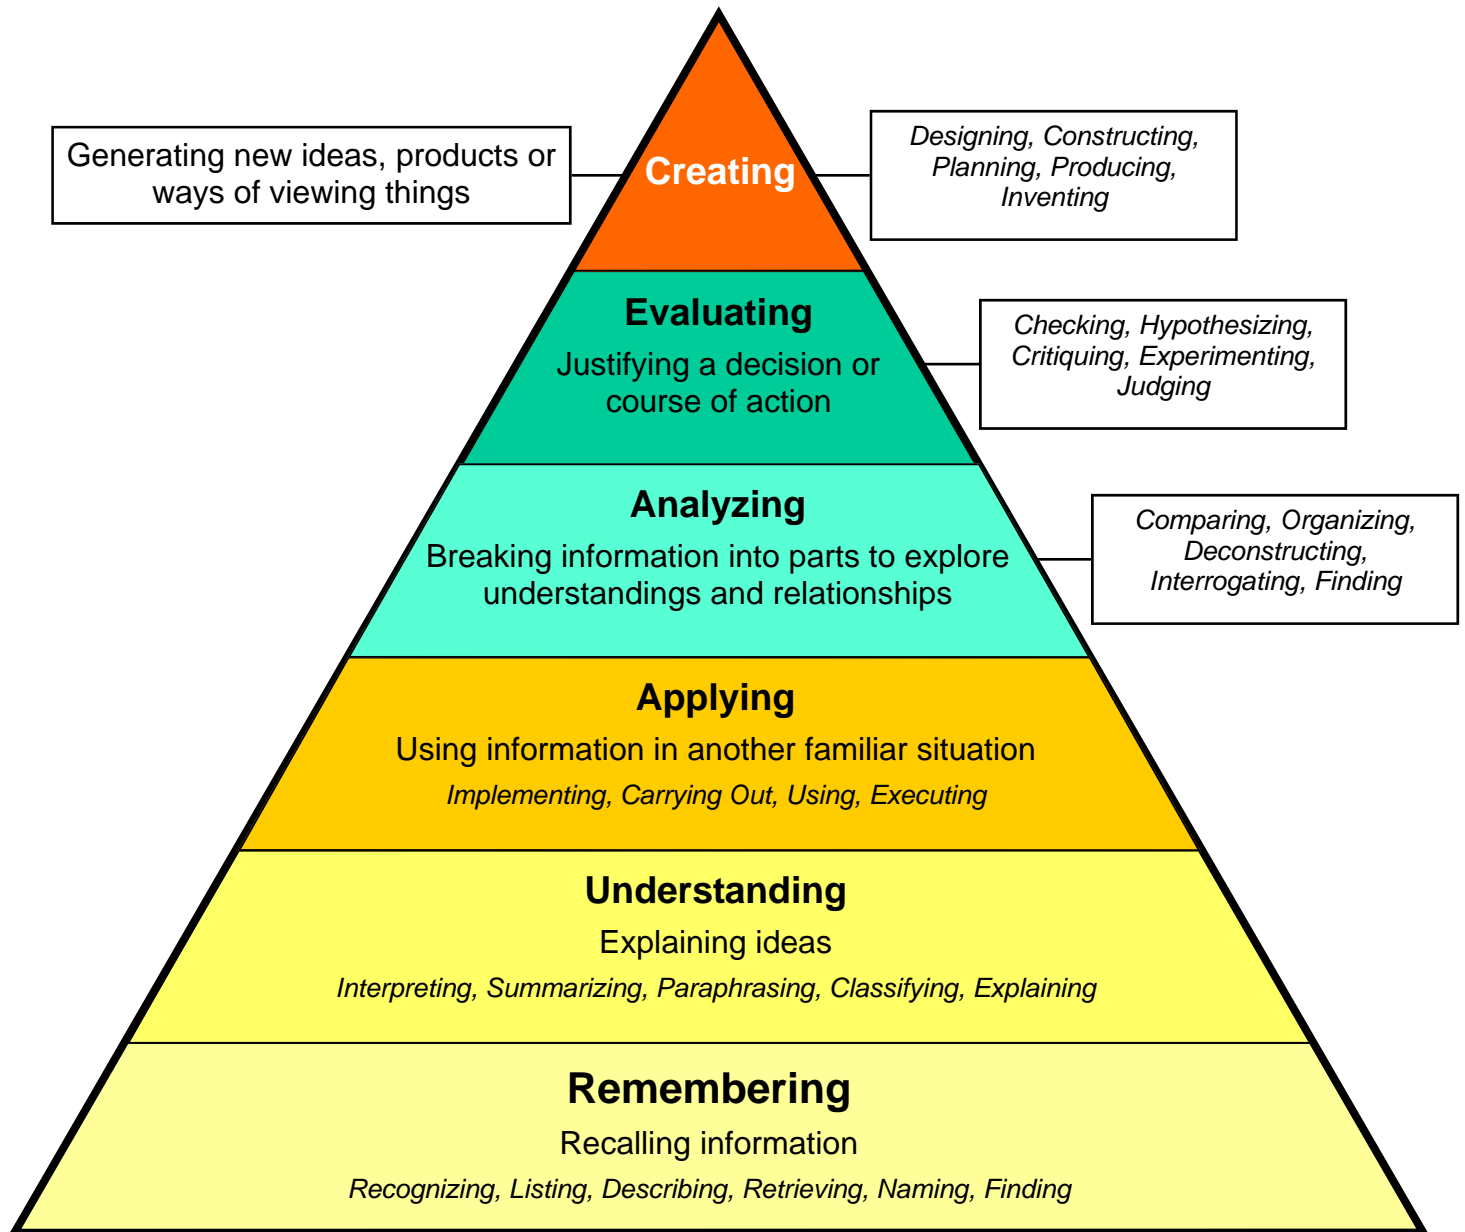 Generating new ideas, products or
ways of viewing things
Creating
Designing, Constructing,
Planning, Producing,
Inventing
Evaluating
Justifying a decision or
course of action
Checking, Hypothesizing,
Critiquing, Experimenting,
Judging
Analyzing
Breaking information into parts to explore
understandings and relationships
Comparing, Organizing,
Deconstructing,
Interrogating, Finding
Applying
Using information in another familiar situation
Implementing, Carrying Out, Using, Executing
Understanding
Explaining ideas
Interpreting, Summarizing, Paraphrasing, Classifying, Explaining
Remembering
Recalling information
Recognizing, Listing, Describing, Retrieving, Naming, Finding